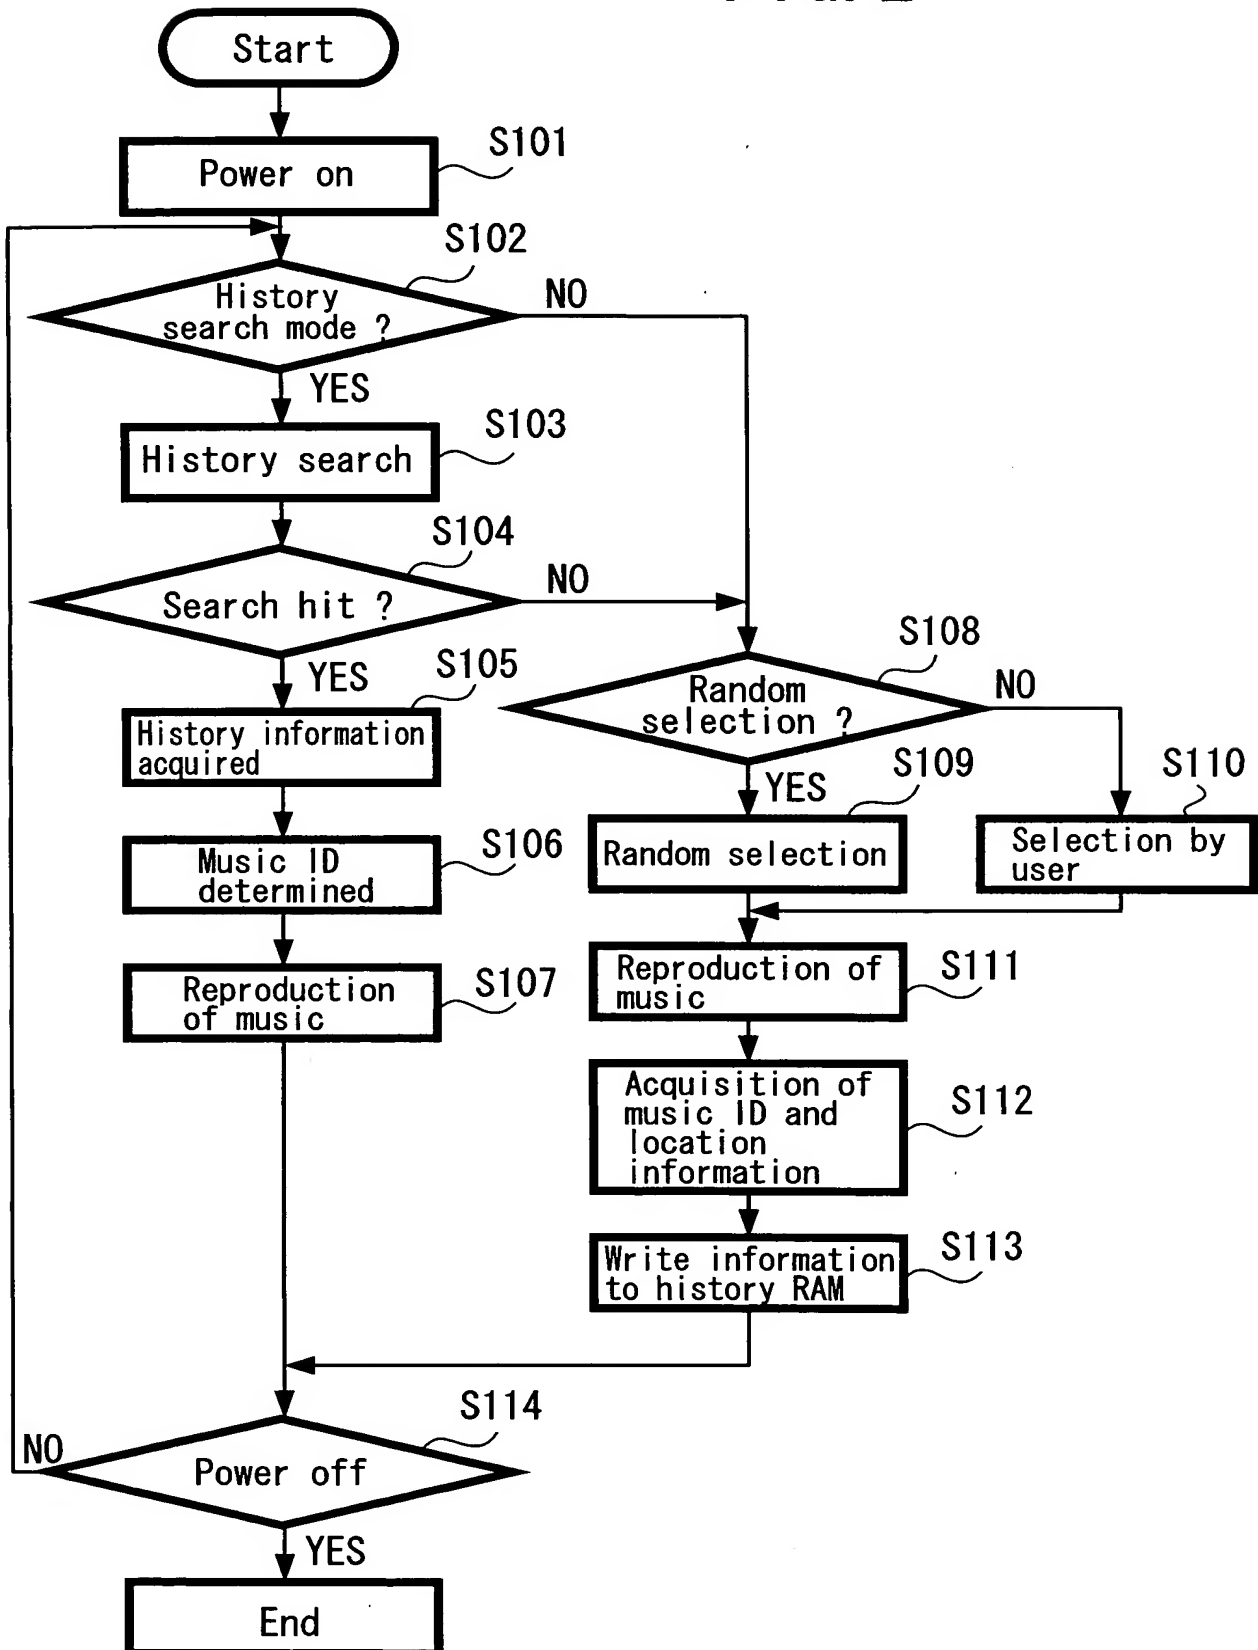 Start
Power on
S101
S102
History
search mode ?
NO
YES
S103
History search
S104
Search hit ?
NO
YES
S105
History information
acquired
S108
Random
selection ?
NO
YES
S109
S110
Random selection
Selection by
user
Music ID
determined
S106
Reproduction
of music
S107
Reproduction of
music
S111
Acquisition of
music ID and
location
information
S112
Write information
to history RAM
S113
S114
Power off
NO
YES
End